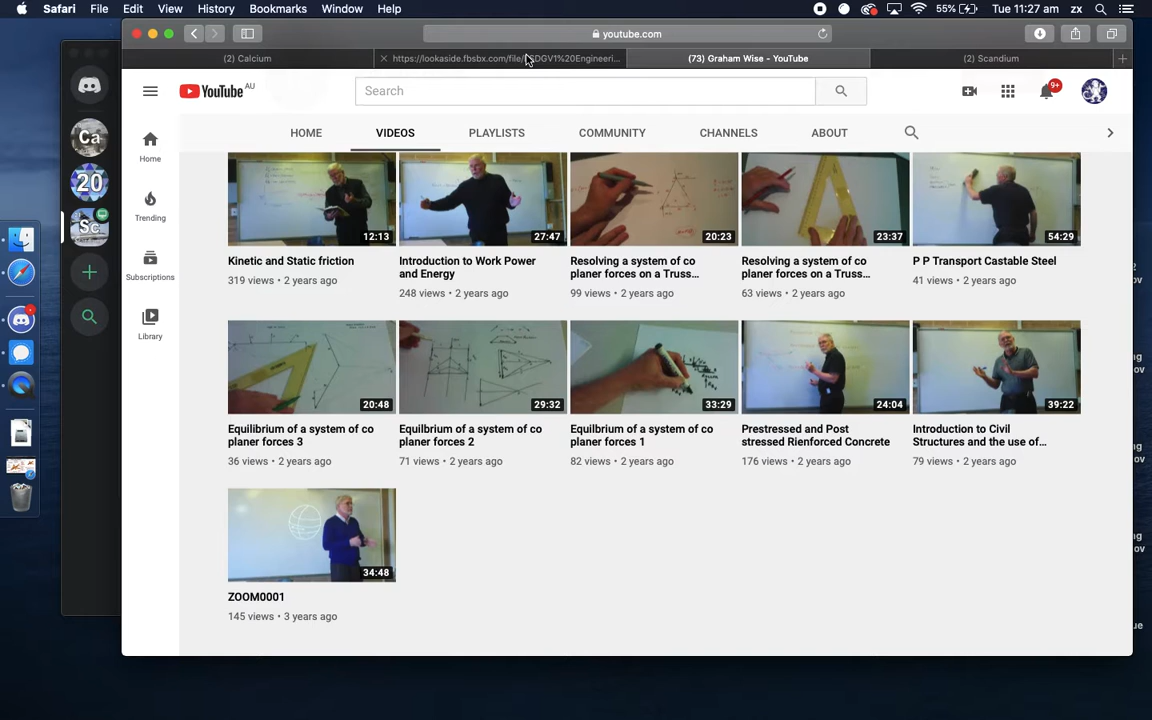 Safari File Edit View History Bookmarks Window Help 55% Tue 11:27 am zx
youtube.com
(2) Calcium https://lookaside.fbsbx.com/file/ (73) Graham Wise - YouTube (2) Scandium
YouTube AU Search 9+
HOME VIDEOS PLAYLISTS COMMUNITY CHANNELS ABOUT
Home
Trending
Subscriptions
Library
Ca
20
Sc
12:13 27:47 20:23 23:37 54:29
Kinetic and Static friction
319 views • 2 years ago
Introduction to Work Power
and Energy
248 views • 2 years ago
Resolving a system of co
planer forces on a Truss...
99 views • 2 years ago
Resolving a system of co
planer forces on a Truss...
63 views • 2 years ago
P P Transport Castable Steel
41 views • 2 years ago
20:48 29:32 33:29 24:04 39:22
Equilibrium of a system of co
planer forces 3
36 views • 2 years ago
Equilbrium of a system of co
planer forces 2
71 views • 2 years ago
Equilbrium of a system of co
planer forces 1
82 views • 2 years ago
Prestressed and Post
stressed Rienforced Concrete
176 views • 2 years ago
Introduction to Civil
Structures and the use of...
79 views • 2 years ago
34:48
ZOOM0001
145 views • 3 years ago